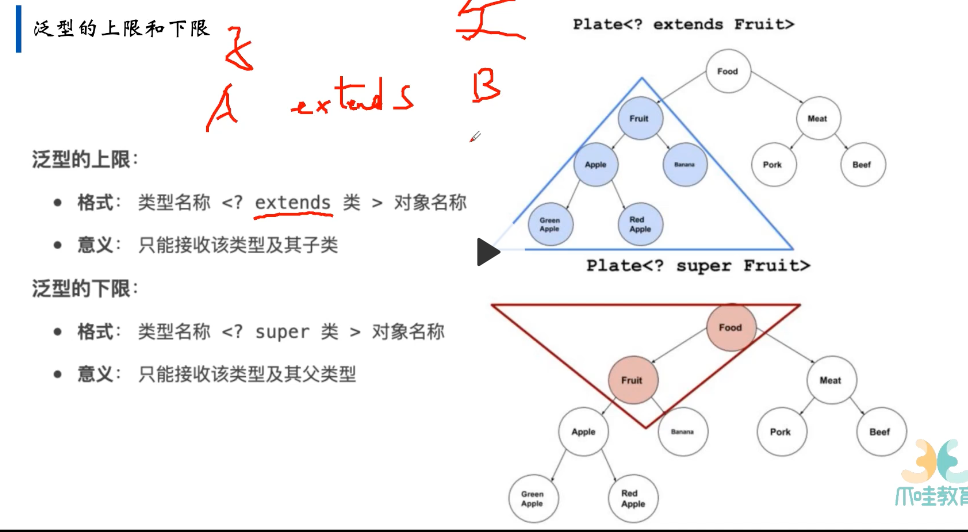 泛型的上限和下限
子
A extends B
泛型的上限：
• 格式： 类型名称 <? extends 类 > 对象名称
• 意义： 只能接收该类型及其子类
泛型的下限：
• 格式： 类型名称 <? super 类 > 对象名称
• 意义： 只能接收该类型及其父类型
Plate<? extends Fruit>
Food
Fruit
Meat
Apple
Banana
Pork
Beef
Green
Apple
Red
Apple
Plate<? super Fruit>
Food
Fruit
Meat
Apple
Banana
Pork
Beef
Green
Apple
Red
Apple
爪哇教育